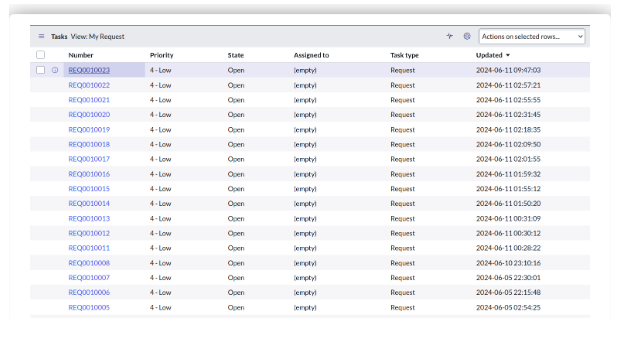 Tasks View: My Request Actions on selected rows...
Number Priority State Assigned to Task type Updated
REQ0010023 4 - Low Open (empty) Request 2024-06-11 09:47:03
REQ0010022 4 - Low Open (empty) Request 2024-06-11 02:57:21
REQ0010021 4 - Low Open (empty) Request 2024-06-11 02:55:55
REQ0010020 4 - Low Open (empty) Request 2024-06-11 02:31:45
REQ0010019 4 - Low Open (empty) Request 2024-06-11 02:18:35
REQ0010018 4 - Low Open (empty) Request 2024-06-11 02:09:50
REQ0010017 4 - Low Open (empty) Request 2024-06-11 02:01:55
REQ0010016 4 - Low Open (empty) Request 2024-06-11 01:59:32
REQ0010015 4 - Low Open (empty) Request 2024-06-11 01:55:12
REQ0010014 4 - Low Open (empty) Request 2024-06-11 01:50:20
REQ0010013 4 - Low Open (empty) Request 2024-06-11 00:31:09
REQ0010012 4 - Low Open (empty) Request 2024-06-11 00:30:12
REQ0010011 4 - Low Open (empty) Request 2024-06-11 00:28:22
REQ0010008 4 - Low Open (empty) Request 2024-06-10 23:10:16
REQ0010007 4 - Low Open (empty) Request 2024-06-05 22:30:01
REQ0010006 4 - Low Open (empty) Request 2024-06-05 22:15:48
REQ0010005 4 - Low Open (empty) Request 2024-06-05 02:54:25